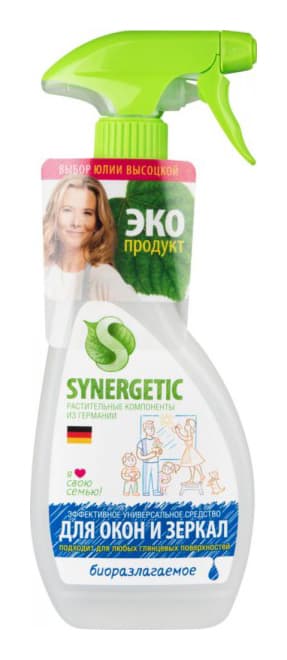 ВЫБОР ЮЛИИ ВЫСОЦКОЙ
ЭКО
продукт
SYNERGETIC
РАСТИТЕЛЬНЫЕ КОМПОНЕНТЫ
ИЗ ГЕРМАНИИ
я
свою
семью!
ЭФФЕКТИВНОЕ УНИВЕРСАЛЬНОЕ СРЕДСТВО
ДЛЯ ОКОН И ЗЕРКАЛ
подходит для любых глянцевых поверхностей
биоразлагаемое